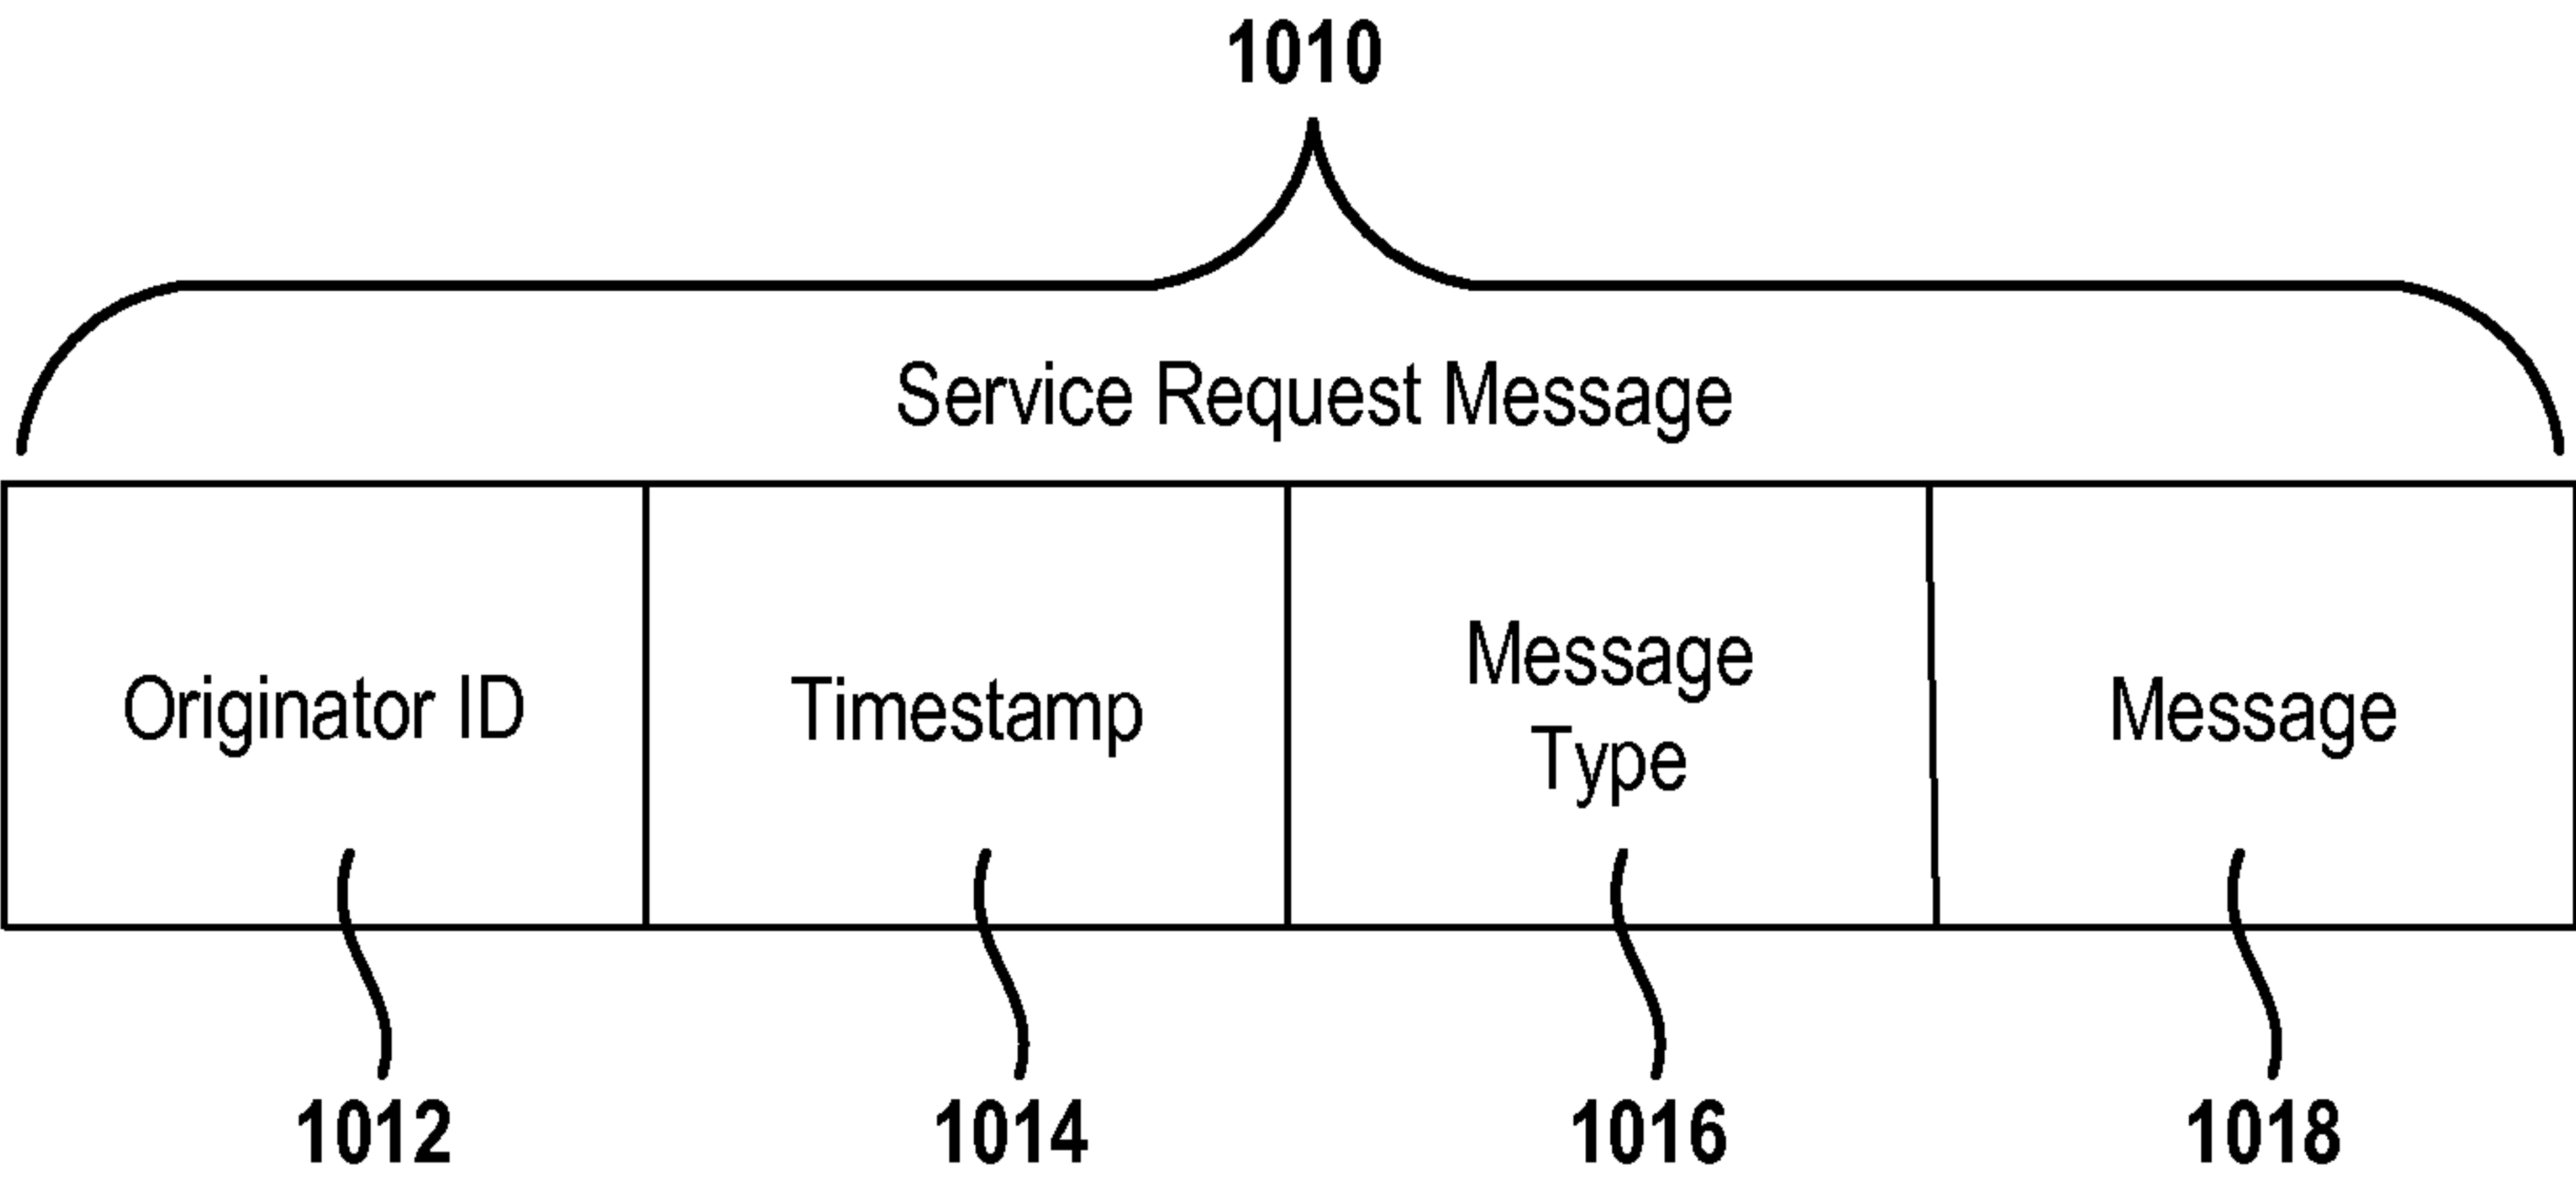 1010
Service Request Message
Originator ID
Timestamp
Message
Type
Message
1012
1014
1016
1018